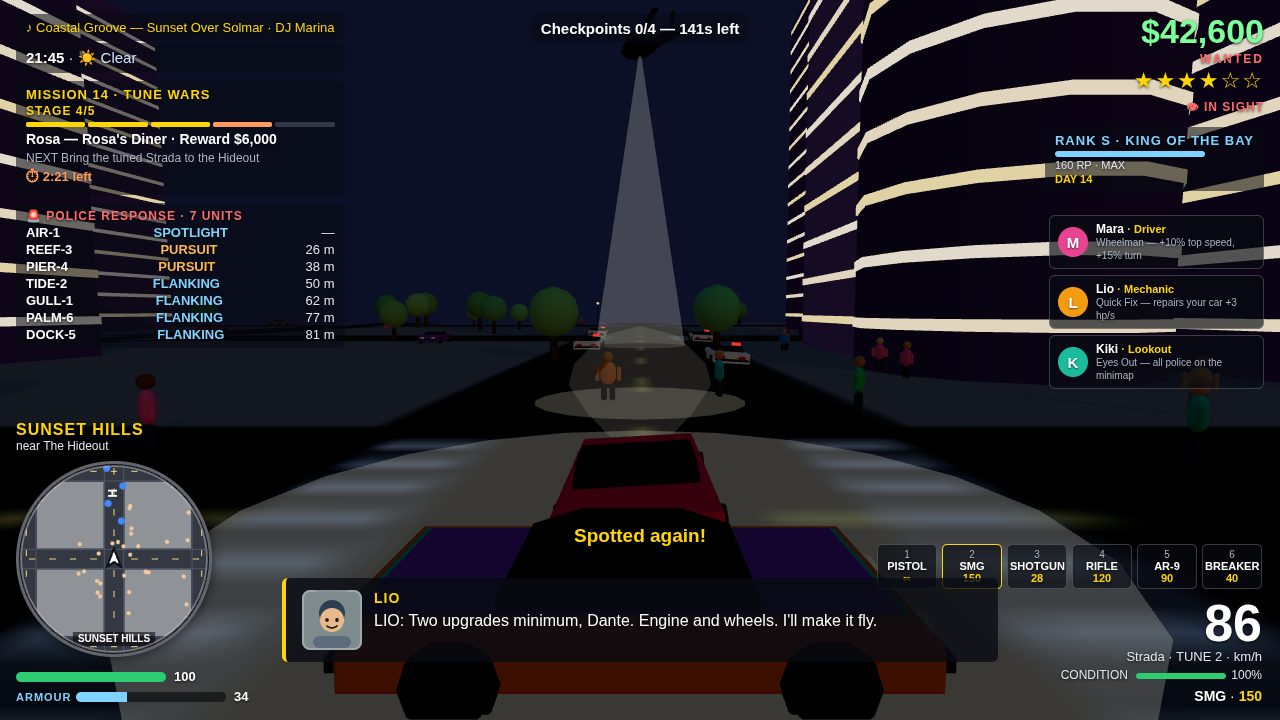 ♪ Coastal Groove — Sunset Over Solmar · DJ Marina
21:45 · ☀️ Clear
MISSION 14 · TUNE WARS
STAGE 4/5
Rosa — Rosa's Diner · Reward $6,000
NEXT Bring the tuned Strada to the Hideout
⏱ 2:21 left
🚨 POLICE RESPONSE · 7 UNITS
AIR-1 SPOTLIGHT —
REEF-3 PURSUIT 26 m
PIER-4 PURSUIT 38 m
TIDE-2 FLANKING 50 m
GULL-1 FLANKING 62 m
PALM-6 FLANKING 77 m
DOCK-5 FLANKING 81 m
Checkpoints 0/4 — 141s left
$42,600
WANTED
★★★★☆☆
👁 IN SIGHT
RANK S · KING OF THE BAY
160 RP · MAX
DAY 14
M
Mara · Driver
Wheelman — +10% top speed,
+15% turn
L
Lio · Mechanic
Quick Fix — repairs your car +3
hp/s
K
Kiki · Lookout
Eyes Out — all police on the
minimap
SUNSET HILLS
near The Hideout
H
SUNSET HILLS
100
ARMOUR 34
Spotted again!
LIO
LIO: Two upgrades minimum, Dante. Engine and wheels. I'll make it fly.
1
PISTOL
∞
2
SMG
150
3
SHOTGUN
28
4
RIFLE
120
5
AR-9
90
6
BREAKER
40
86
Strada · TUNE 2 · km/h
CONDITION 100%
SMG · 150